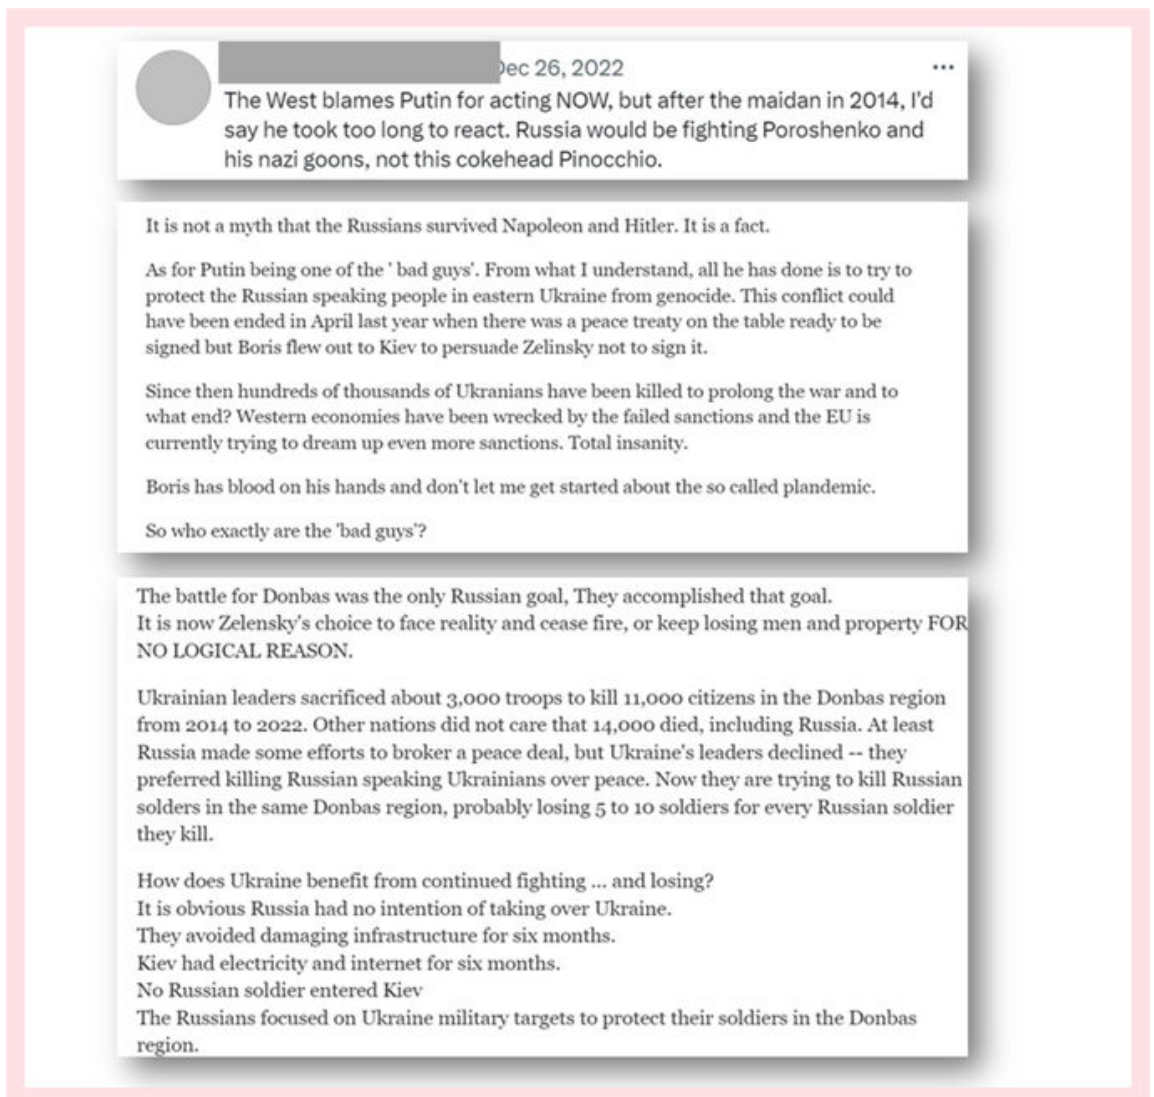 Dec 26, 2022
The West blames Putin for acting NOW, but after the maidan in 2014, I'd
say he took too long to react. Russia would be fighting Poroshenko and
his nazi goons, not this cokehead Pinocchio.
It is not a myth that the Russians survived Napoleon and Hitler. It is a fact.
As for Putin being one of the ' bad guys'. From what I understand, all he has done is to try to
protect the Russian speaking people in eastern Ukraine from genocide. This conflict could
have been ended in April last year when there was a peace treaty on the table ready to be
signed but Boris flew out to Kiev to persuade Zelinsky not to sign it.
Since then hundreds of thousands of Ukranians have been killed to prolong the war and to
what end? Western economies have been wrecked by the failed sanctions and the EU is
currently trying to dream up even more sanctions. Total insanity.
Boris has blood on his hands and don't let me get started about the so called plandemic.
So who exactly are the 'bad guys'?
The battle for Donbas was the only Russian goal, They accomplished that goal.
It is now Zelensky's choice to face reality and cease fire, or keep losing men and property FOR
NO LOGICAL REASON.
Ukrainian leaders sacrificed about 3,000 troops to kill 11,000 citizens in the Donbas region
from 2014 to 2022. Other nations did not care that 14,000 died, including Russia. At least
Russia made some efforts to broker a peace deal, but Ukraine's leaders declined -- they
preferred killing Russian speaking Ukrainians over peace. Now they are trying to kill Russian
solders in the same Donbas region, probably losing 5 to 10 soldiers for every Russian soldier
they kill.
How does Ukraine benefit from continued fighting ... and losing?
It is obvious Russia had no intention of taking over Ukraine.
They avoided damaging infrastructure for six months.
Kiev had electricity and internet for six months.
No Russian soldier entered Kiev
The Russians focused on Ukraine military targets to protect their soldiers in the Donbas
region.